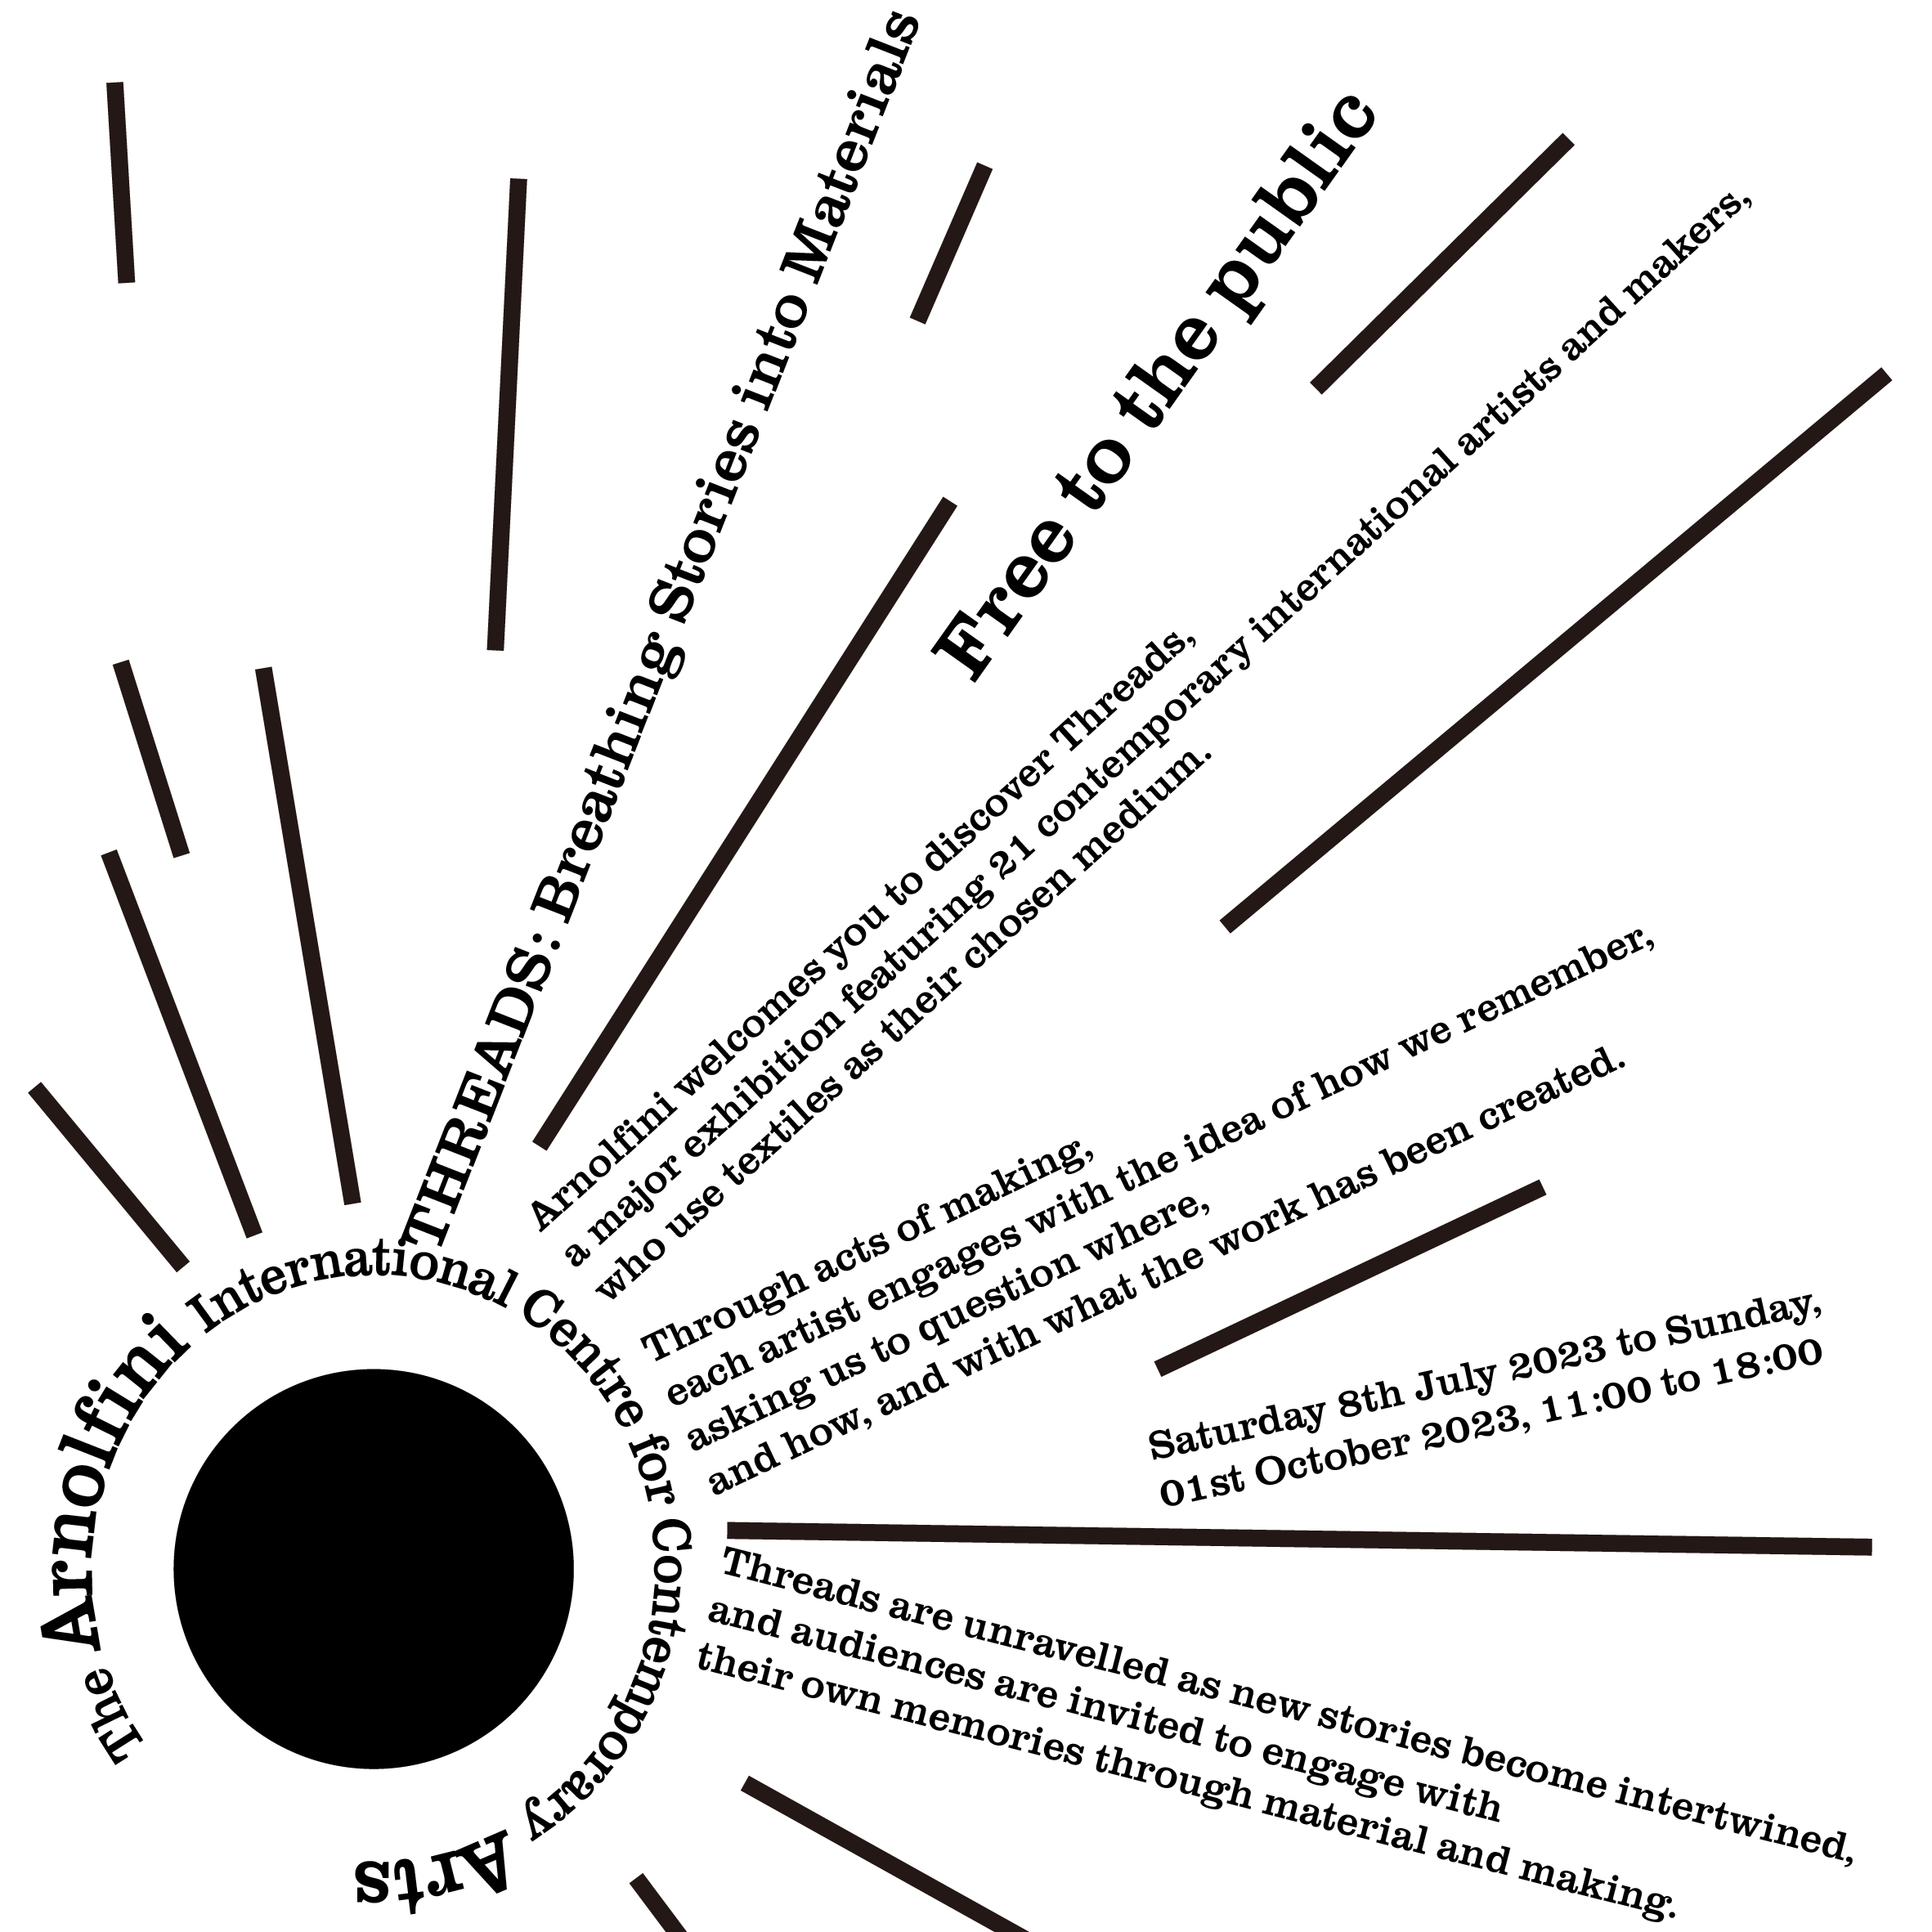 The Arnolfini International Centre for Contemporary Arts
THREADS: Breathing Stories into Materials
Free to the public
Arnolfini welcomes you to discover Threads,
a major exhibition featuring 21 contemporary international artists and makers,
who use textiles as their chosen medium.
Through acts of making,
each artist engages with the idea of how we remember,
asking us to question where,
and how, and with what the work has been created.
Saturday 8th July 2023 to Sunday,
01st October 2023, 11:00 to 18:00
Threads are unravelled as new stories become intertwined,
and audiences are invited to engage with
their own memories through material and making.